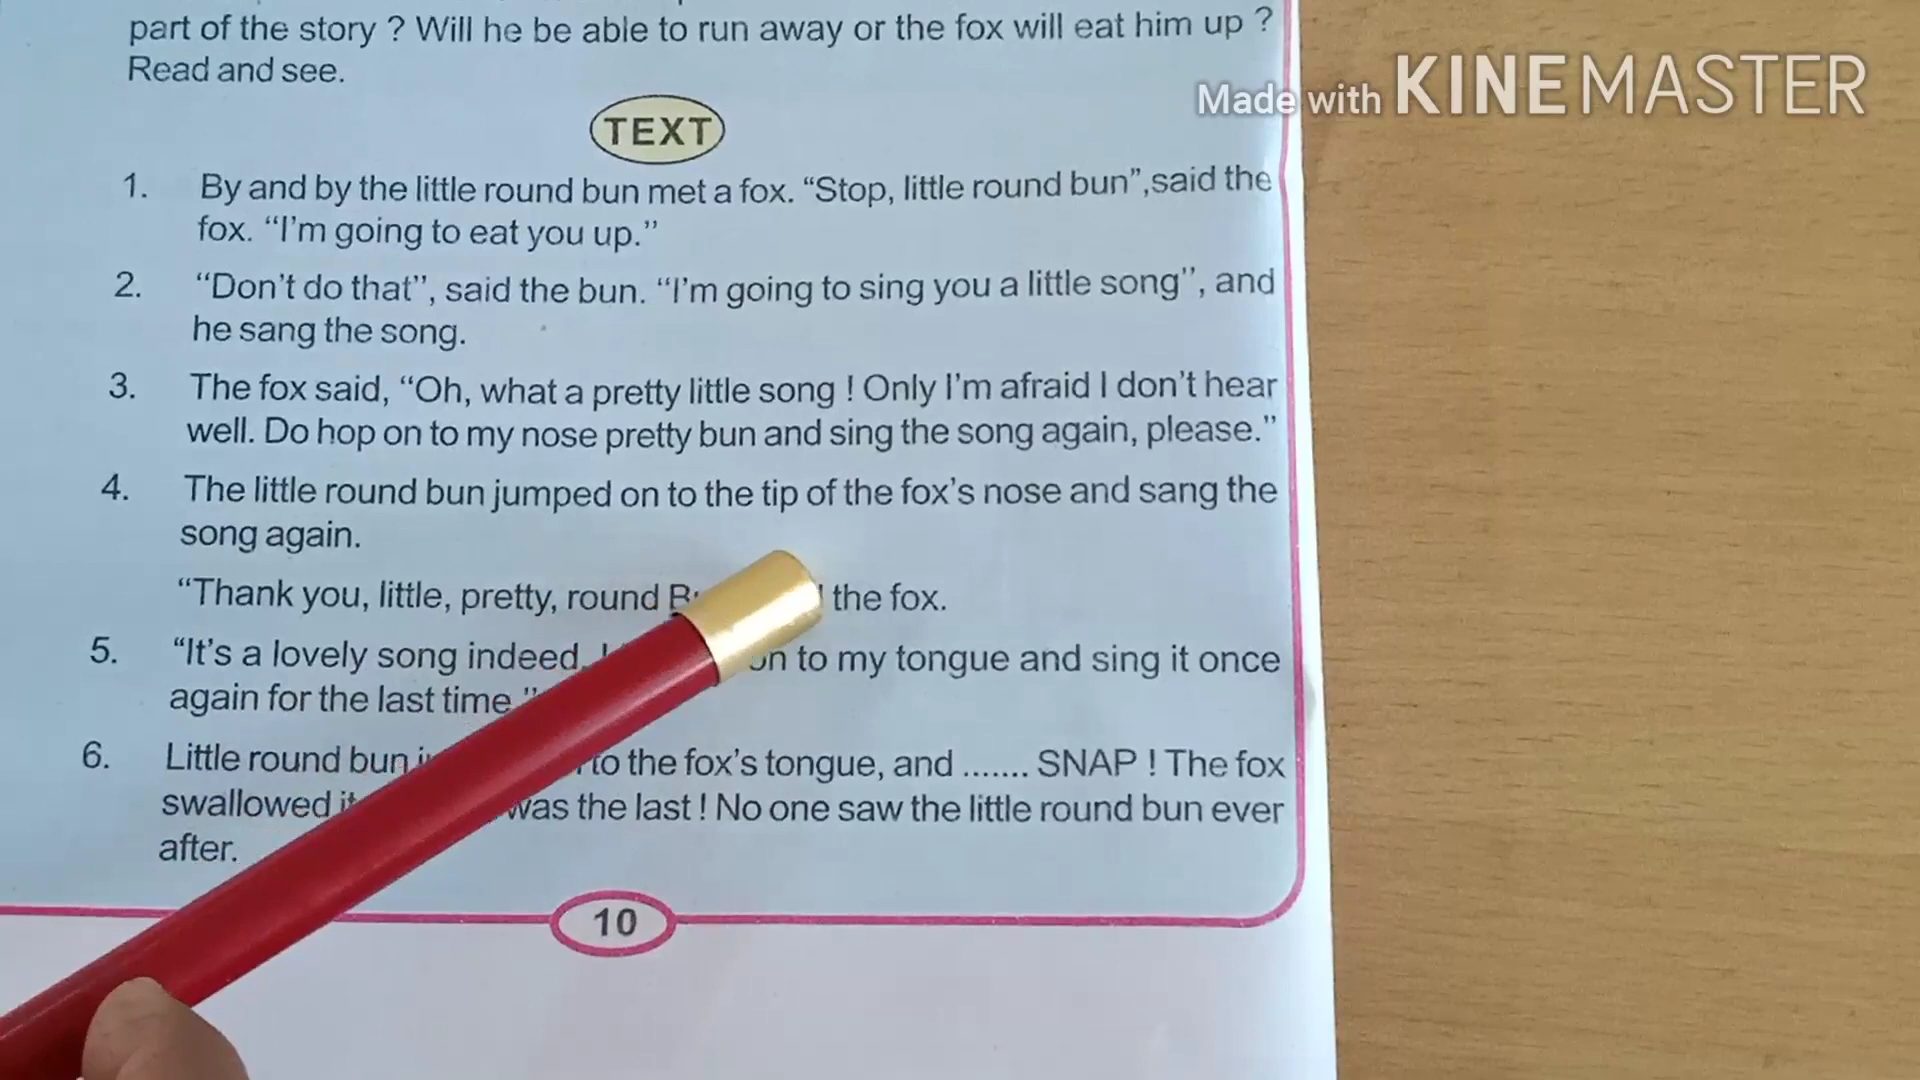 part of the story ? Will he be able to run away or the fox will eat him up ?
Read and see.
Made with KINEMASTER
TEXT
1. By and by the little round bun met a fox. “Stop, little round bun”,said the
fox. “I’m going to eat you up.”
2. “Don’t do that”, said the bun. “I’m going to sing you a little song”, and
he sang the song.
3. The fox said, “Oh, what a pretty little song ! Only I’m afraid I don’t hear
well. Do hop on to my nose pretty bun and sing the song again, please.”
4. The little round bun jumped on to the tip of the fox’s nose and sang the
song again.
“Thank you, little, pretty, round the fox.
5. “It’s a lovely song indeed. on to my tongue and sing it once
again for the last time.”
6. Little round bun to the fox’s tongue, and ....... SNAP ! The fox
swallowed was the last ! No one saw the little round bun ever
after.
10